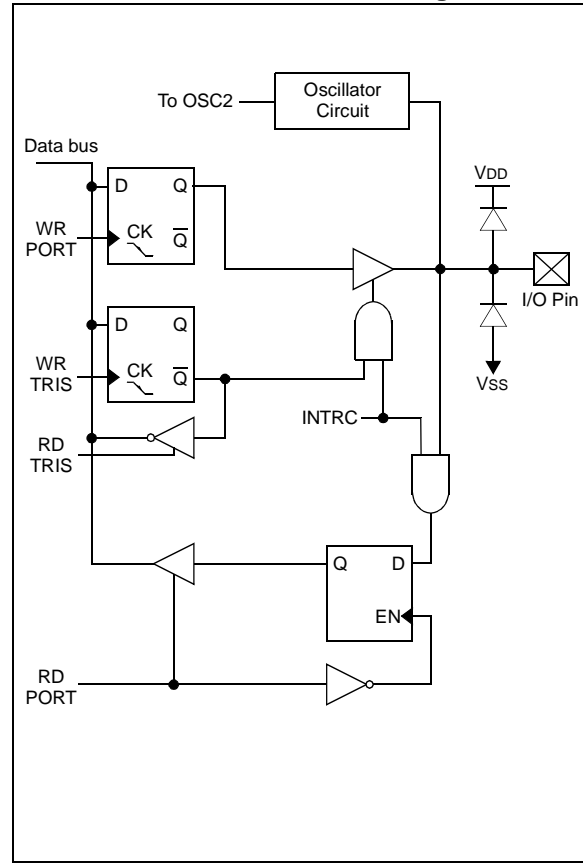 Oscillator
Circuit
To OSC2
Data bus
VDD
D Q
WR
PORT
CK Q̅
I/O Pin
D Q
WR
TRIS
CK Q̅
VSS
INTRC
RD
TRIS
Q D
EN
RD
PORT